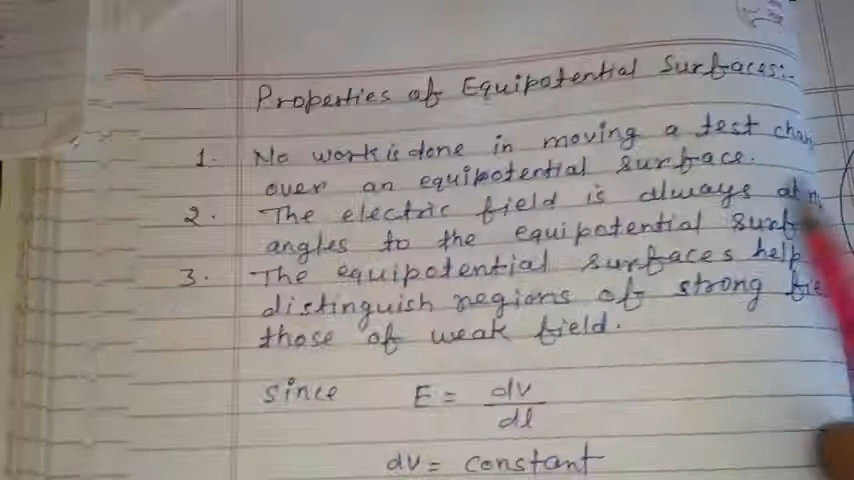 Properties of Equipotential Surfaces:-
1. No work is done in moving a test
over an equipotential surface.
2. The electric field is always at
angles to the equipotential
3. The equipotential surfaces help
distinguish regions of strong
those of weak field.
since E = dv/dl
dv = constant